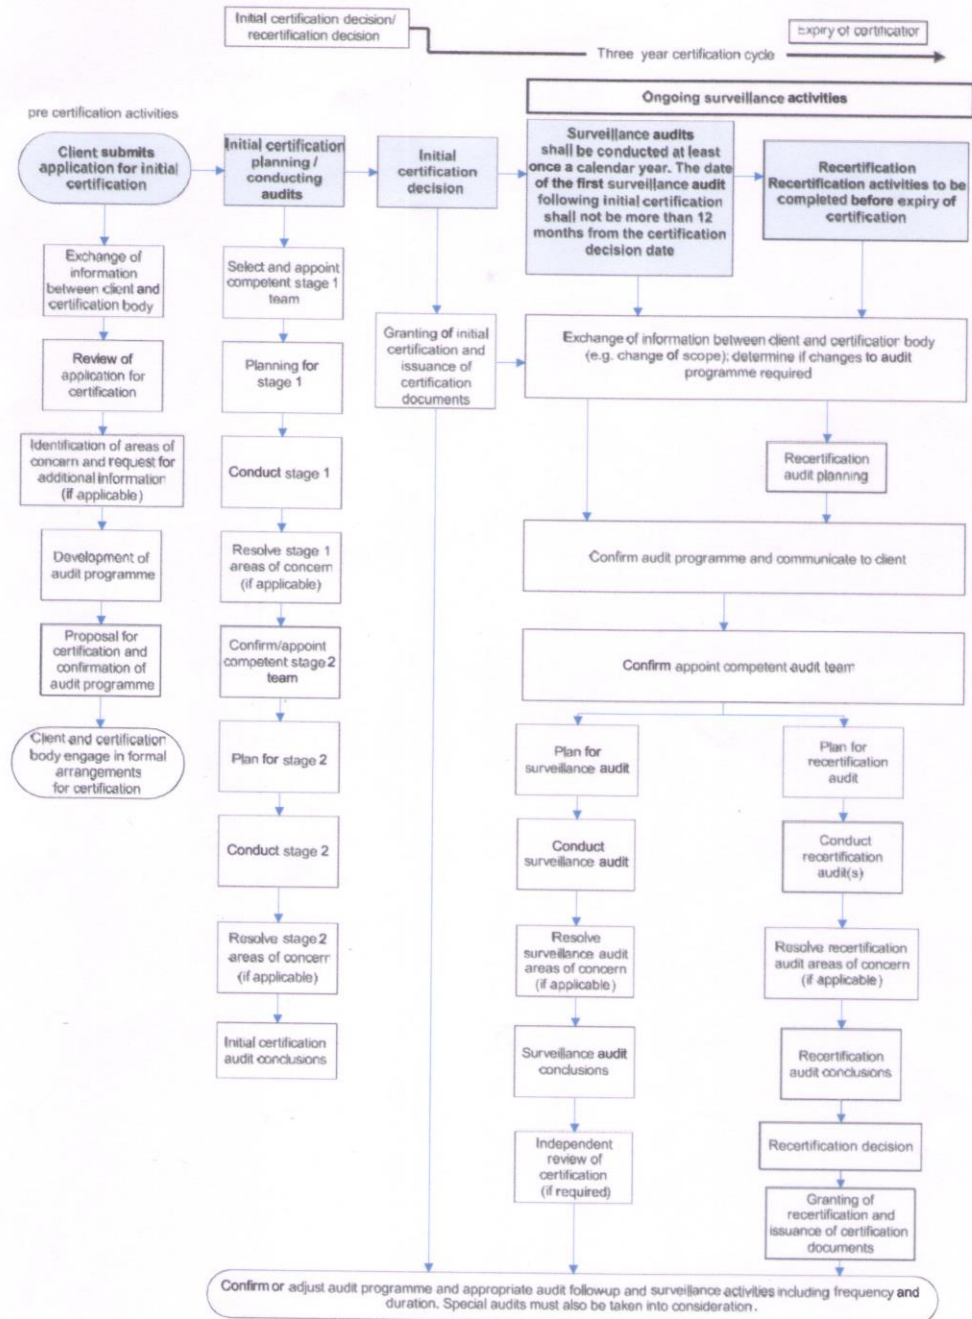 Initial certification decision/
recertification decision
Expiry of certification
Three year certification cycle
Ongoing surveillance activities
pre certification activities
Client submits
application for initial
certification
Initial certification
planning /
conducting
audits
Initial
certification
decision
Surveillance audits
shall be conducted at least
once a calendar year. The date
of the first surveillance audit
following initial certification
shall not be more than 12
months from the certification
decision date
Recertification
Recertification activities to be
completed before expiry of
certification
Exchange of
information
between client and
certification body
Review of
application for
certification
Identification of areas of
concern and request for
additional information
(if applicable)
Development of
audit programme
Proposal for
certification and
confirmation of
audit programme
Client and certification
body engage in formal
arrangements
for certification
Select and appoint
competent stage 1
team
Planning for
stage 1
Conduct stage 1
Resolve stage 1
areas of concern
(if applicable)
Confirm/appoint
competent stage 2
team
Plan for stage 2
Conduct stage 2
Resolve stage 2
areas of concern
(if applicable)
Initial certification
audit conclusions
Granting of initial
certification and
issuance of
certification
documents
Exchange of information between client and certification body
(e.g. change of scope); determine if changes to audit
programme required
Recertification
audit planning
Confirm audit programme and communicate to client
Confirm appoint competent audit team
Plan for
surveillance audit
Conduct
surveillance audit
Resolve
surveillance audit
areas of concern
(if applicable)
Surveillance audit
conclusions
Independent
review of
certification
(if required)
Plan for
recertification
audit
Conduct
recertification
audit(s)
Resolve recertification
audit areas of concern
(if applicable)
Recertification
audit conclusions
Recertification decision
Granting of
recertification and
issuance of certification
documents
Confirm or adjust audit programme and appropriate audit followup and surveillance activities including frequency and
duration. Special audits must also be taken into consideration.